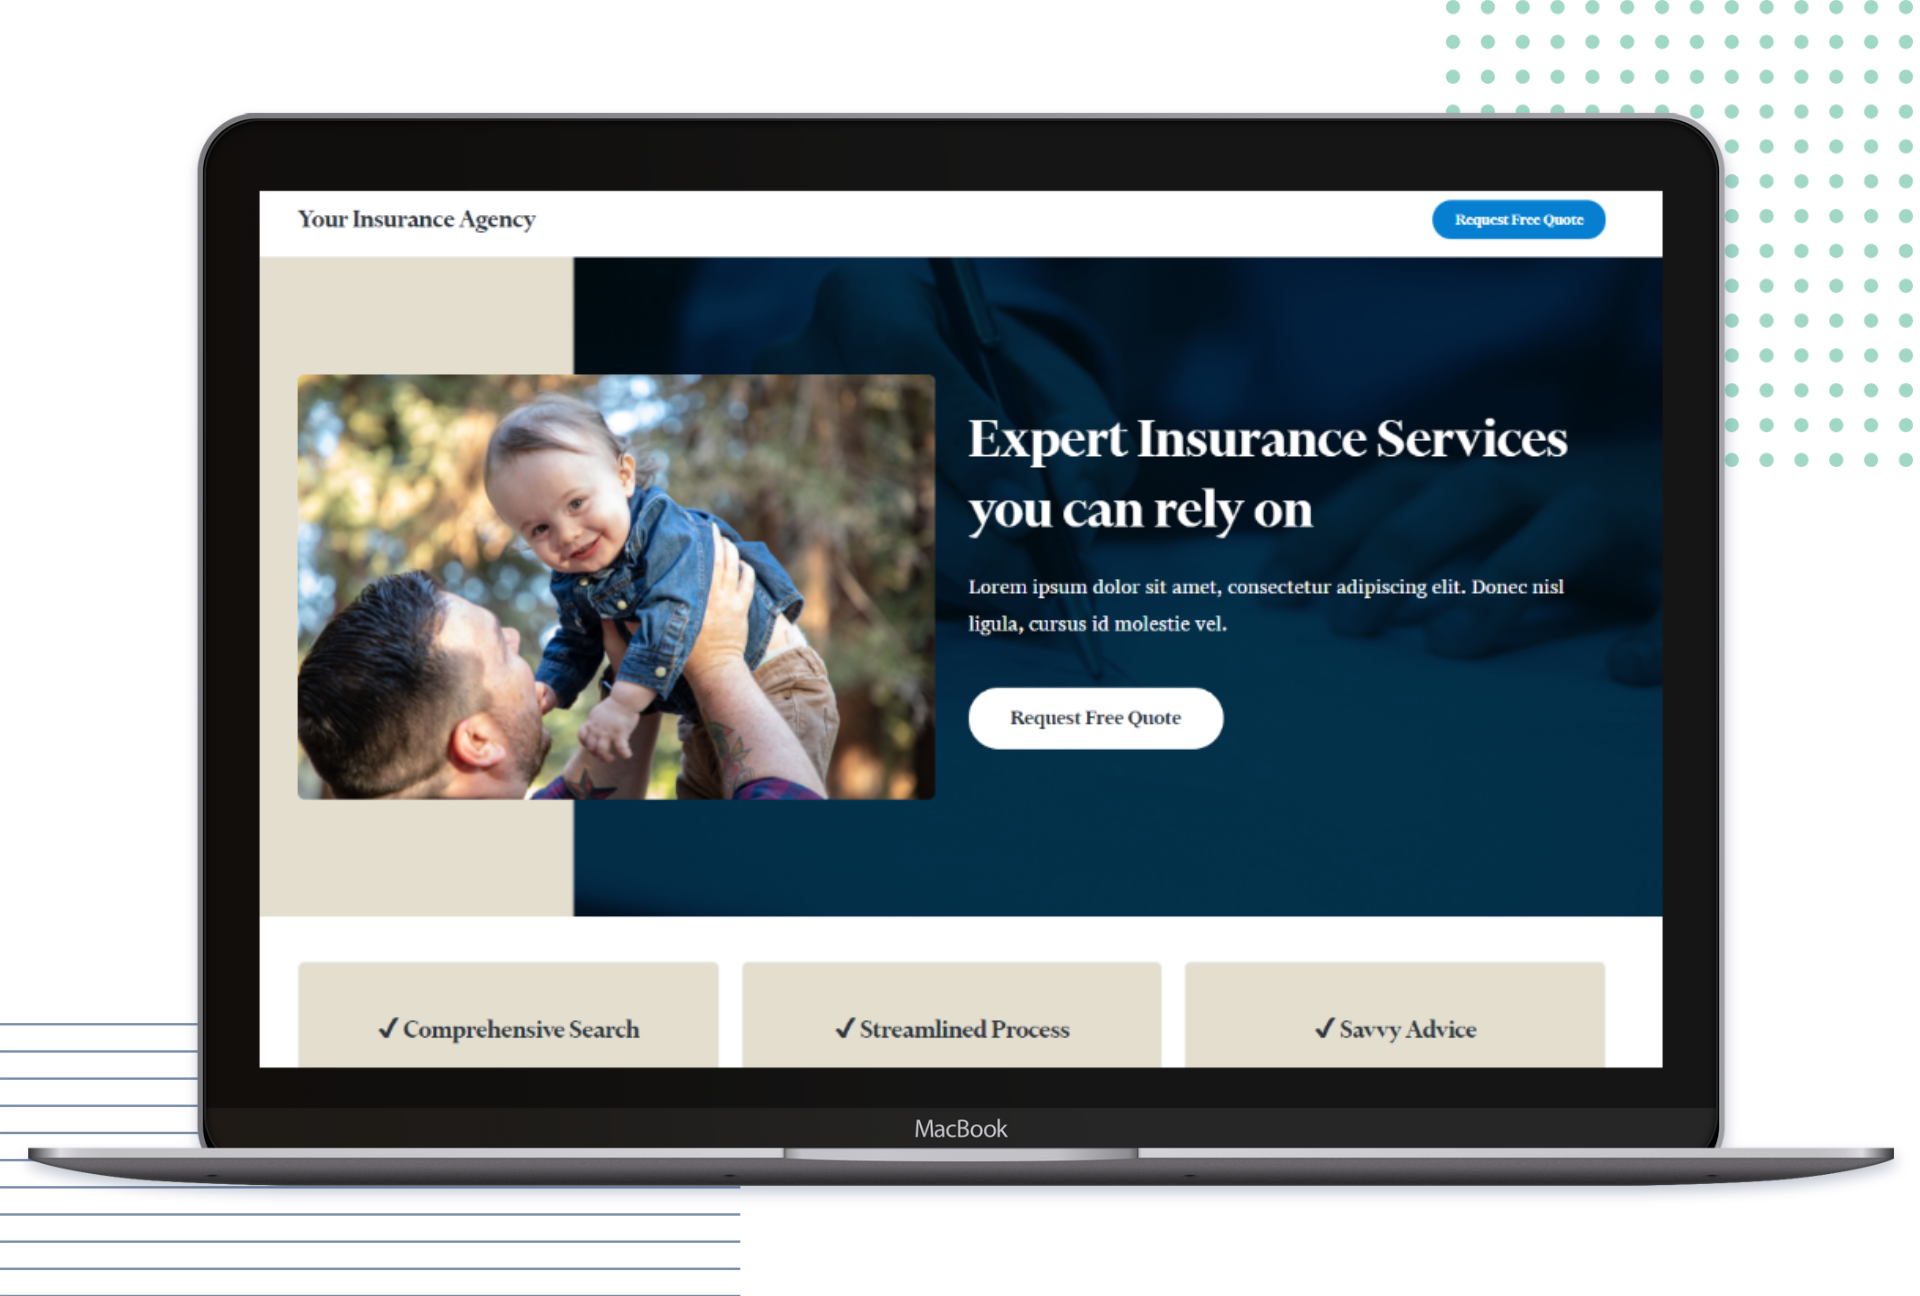 Your Insurance Agency
Request Free Quote
Expert Insurance Services
you can rely on
Lorem ipsum dolor sit amet, consectetur adipiscing elit. Donec nisl
ligula, cursus id molestie vel.
Request Free Quote
✓ Comprehensive Search
✓ Streamlined Process
✓ Savvy Advice
MacBook